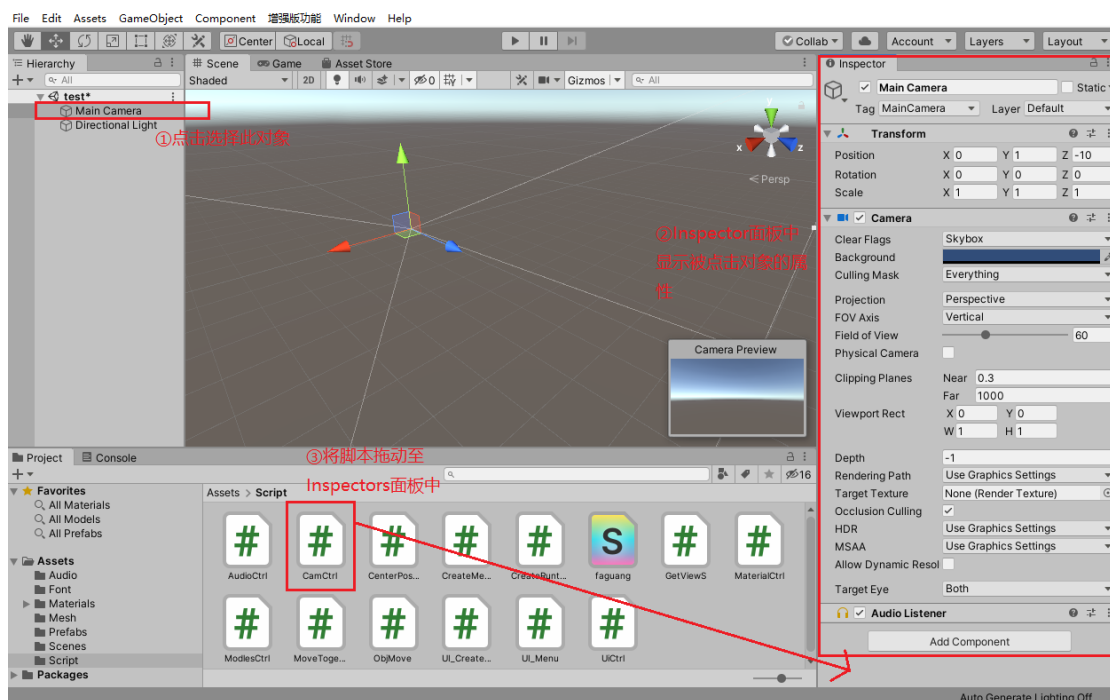 File Edit Assets GameObject Component 增强版功能 Window Help
Center Local
Collab Account Layers Layout
Hierarchy
All
test*
Main Camera
Directional Light
①点击选择此对象
Scene Game Asset Store
Shaded 2D 0 Gizmos All
Y
x z
Persp
②Inspector面板中
显示被点击对象的属
件
Camera Preview
Inspector
Main Camera Static
Tag MainCamera Layer Default
Transform
Position X 0 Y 1 Z -10
Rotation X 0 Y 0 Z 0
Scale X 1 Y 1 Z 1
Camera
Clear Flags Skybox
Background
Culling Mask Everything
Projection Perspective
FOV Axis Vertical
Field of View 60
Physical Camera
Clipping Planes Near 0.3
Far 1000
Viewport Rect X 0 Y 0
W 1 H 1
Depth -1
Rendering Path Use Graphics Settings
Target Texture None (Render Texture)
Occlusion Culling
HDR Use Graphics Settings
MSAA Use Graphics Settings
Allow Dynamic Resol
Target Eye Both
Audio Listener
Add Component
Project Console
③将脚本拖动至
Inspectors面板中
16
Favorites
All Materials
All Models
All Prefabs
Assets
Audio
Font
Materials
Mesh
Prefabs
Scenes
Script
Packages
Assets > Script
# # # # # S # #
AudioCtrl CamCtrl CenterPos... CreateMe... CreateRunt... faguang GetViewS MaterialCtrl
# # # # # #
ModlesCtrl MoveToge... ObjMove UI_Create... UI_Menu UiCtrl
Auto Generate Lighting Off